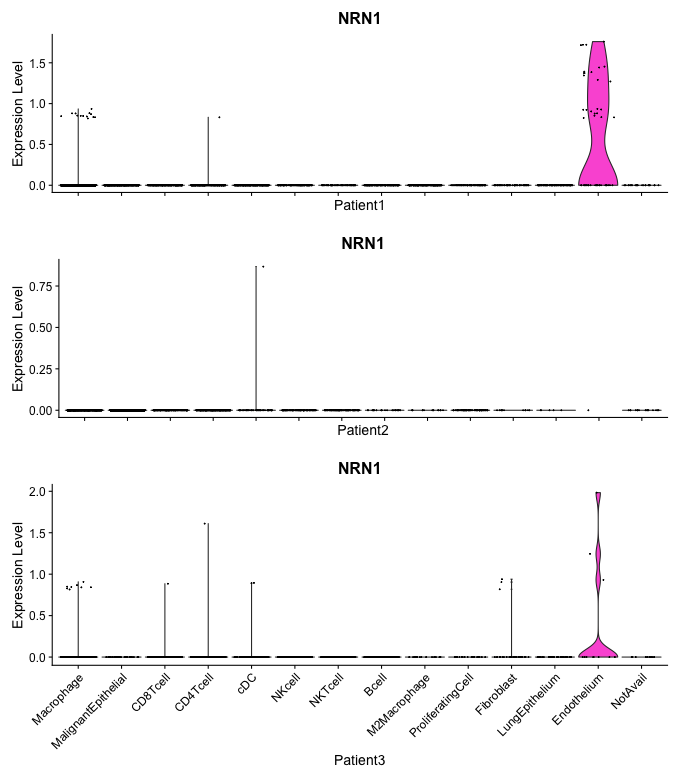 NRN1
Expression Level
1.5
1.0
0.5
0.0
Patient1
NRN1
Expression Level
0.75
0.50
0.25
0.00
Patient2
NRN1
Expression Level
2.0
1.5
1.0
0.5
0.0
Macrophage
MalignantEpithelial
CD8Tcell
CD4Tcell
cDC
NKcell
NKTcell
Bcell
M2Macrophage
ProliferatingCell
Fibroblast
LungEpithelium
Endothelium
NotAvail
Patient3